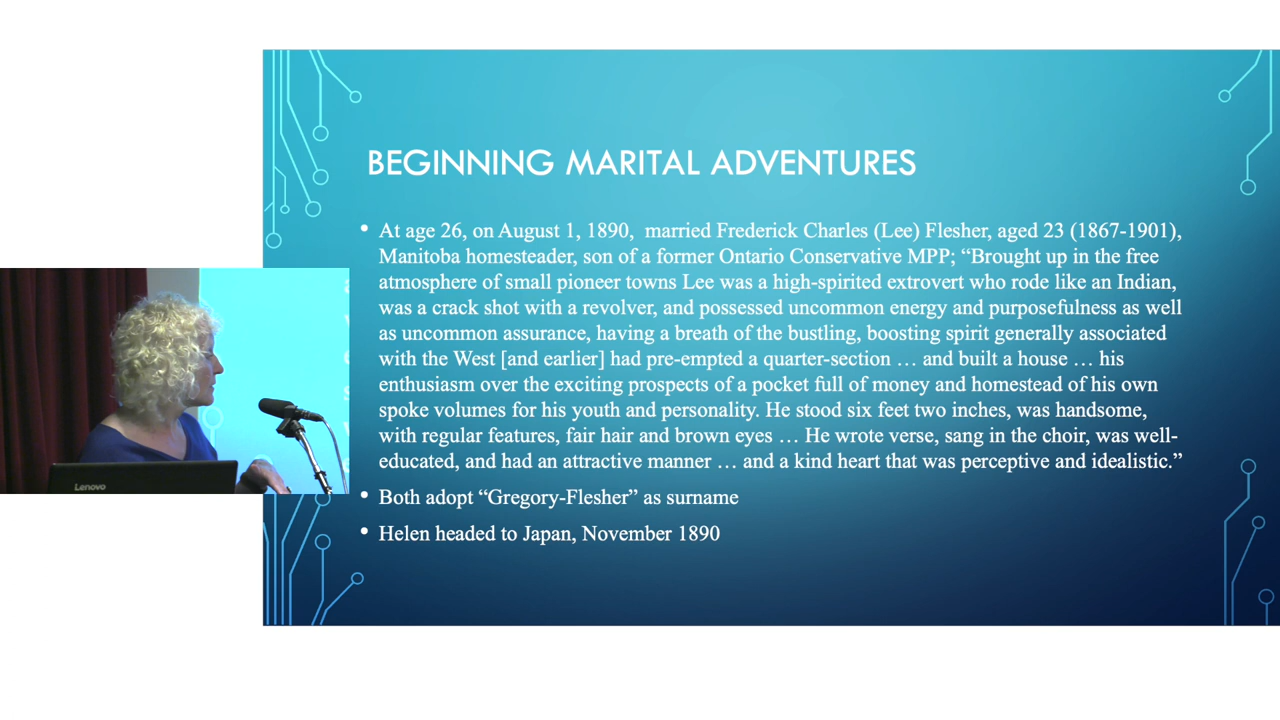 BEGINNING MARITAL ADVENTURES
• At age 26, on August 1, 1890, married Frederick Charles (Lee) Flesher, aged 23 (1867-1901),
Manitoba homesteader, son of a former Ontario Conservative MPP; “Brought up in the free
atmosphere of small pioneer towns Lee was a high-spirited extrovert who rode like an Indian,
was a crack shot with a revolver, and possessed uncommon energy and purposefulness as well
as uncommon assurance, having a breath of the bustling, boosting spirit generally associated
with the West [and earlier] had pre-empted a quarter-section … and built a house … his
enthusiasm over the exciting prospects of a pocket full of money and homestead of his own
spoke volumes for his youth and personality. He stood six feet two inches, was handsome,
with regular features, fair hair and brown eyes … He wrote verse, sang in the choir, was well-
educated, and had an attractive manner … and a kind heart that was perceptive and idealistic.”
• Both adopt “Gregory-Flesher” as surname
• Helen headed to Japan, November 1890
Lenovo